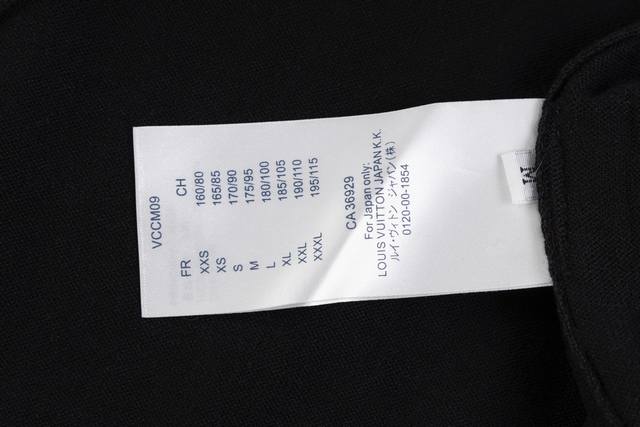 VCCM09
FR CH
XXS 160/80
XS 165/85
S 170/90
M 175/95
L 180/100
XL 185/105
XXL 190/110
XXXL 195/115
CA 36929
For Japan only:
LOUIS VUITTON JAPAN K.K.
ルイ・ヴィトン ジャパン(株)
0120-00-1854
M